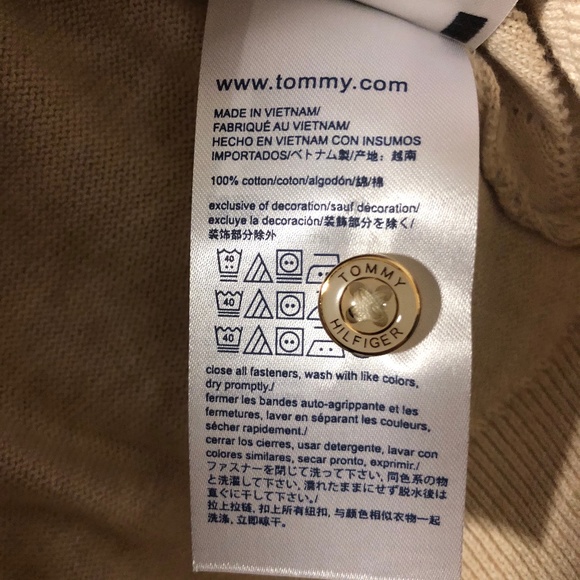 www.tommy.com
MADE IN VIETNAM/
FABRIQUÉ AU VIETNAM/
HECHO EN VIETNAM CON INSUMOS
IMPORTADOS/ベトナム製/产地：越南
100% cotton/coton/algodón/綿/棉
exclusive of decoration/sauf décoration/
excluye la decoración/装飾部分を除く/
装饰部分除外
40
40
40
TOMMY
HILFIGER
close all fasteners, wash with like colors,
dry promptly./
fermer les bandes auto-agrippante et les
fermetures, laver en séparant les couleurs,
sécher rapidement./
cerrar los cierres, usar detergente, lavar con
colores similares, secar pronto, exprimir./
ファスナーを閉じて洗って下さい, 同色系の物
と洗濯して下さい, 濡れたままにせず脱水後は
直ぐに干して下さい./
拉上拉链, 扣上所有纽扣, 与颜色相似衣物一起
洗涤, 立即晾干.